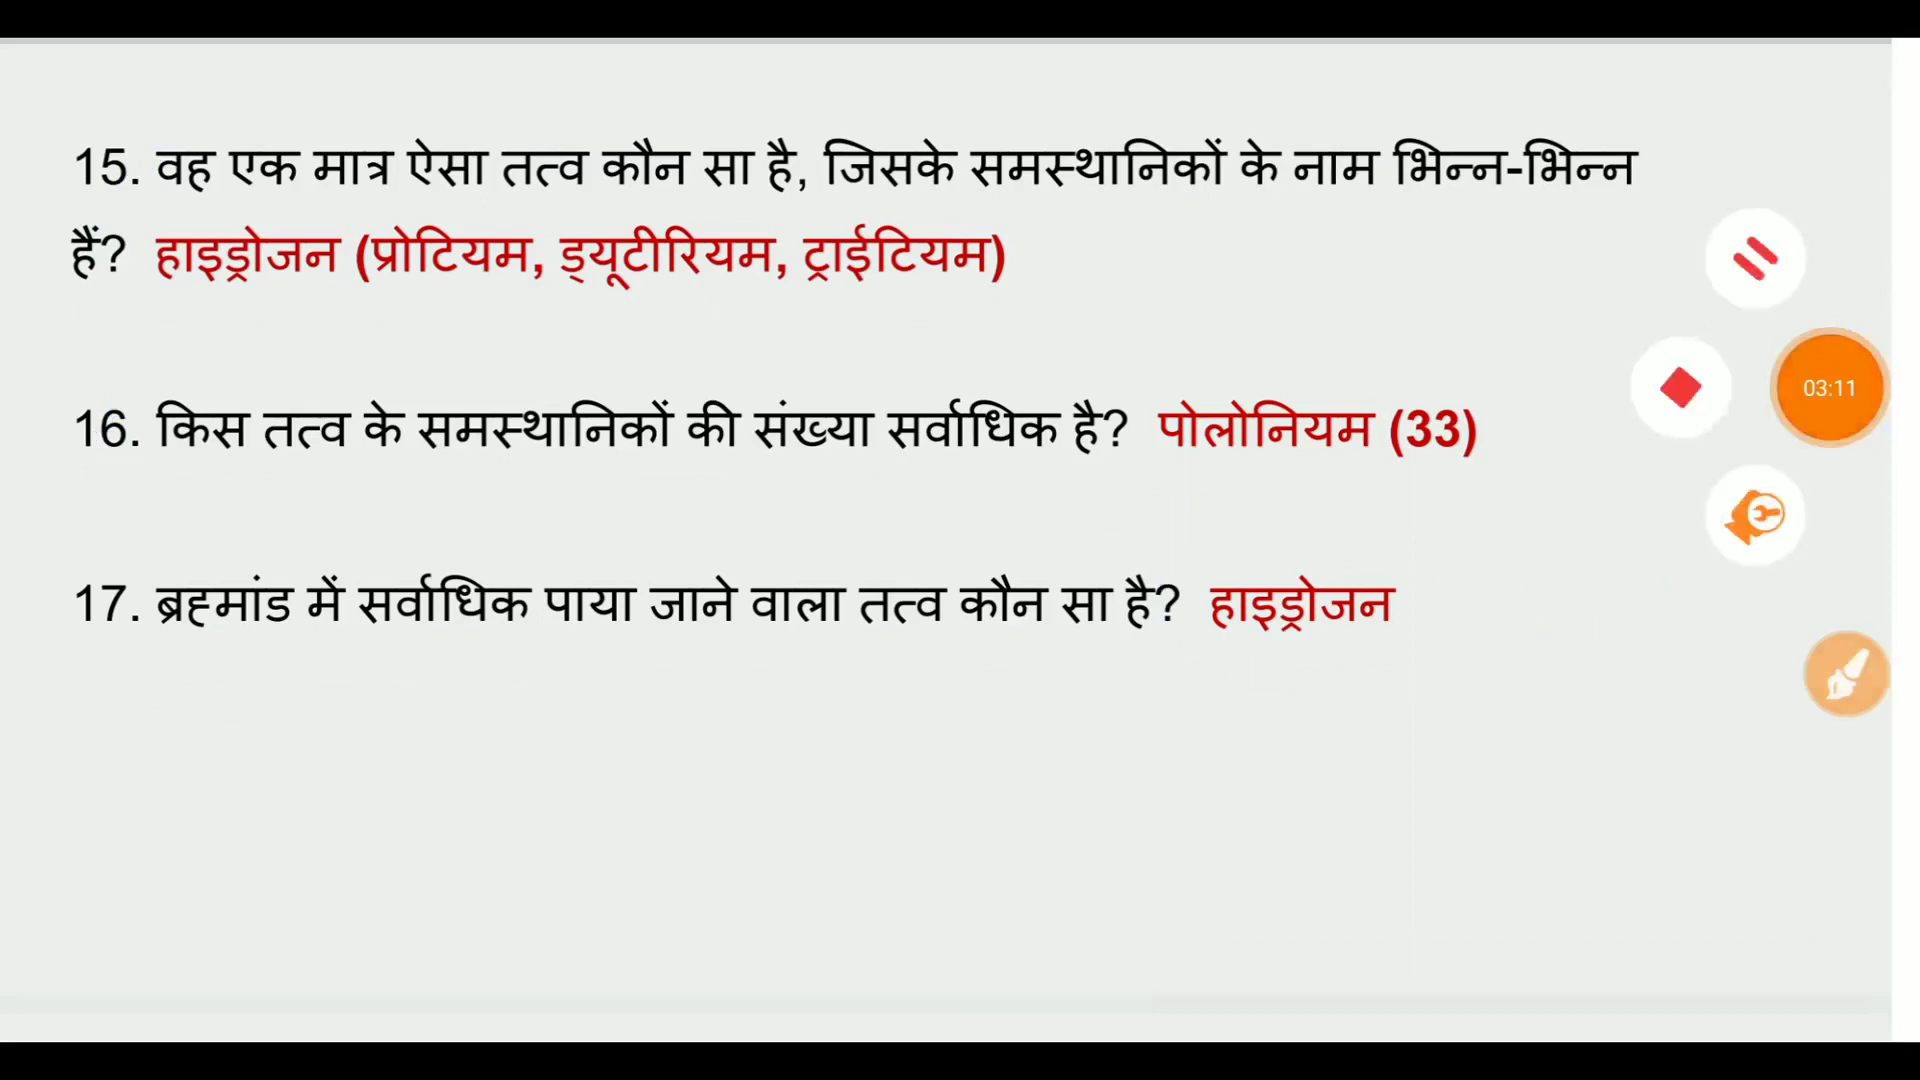 15. वह एक मात्र ऐसा तत्व कौन सा है, जिसके समस्थानिकों के नाम भिन्न-भिन्न
हैं? हाइड्रोजन (प्रोटियम, ड्यूटीरियम, ट्राईटियम)
03:11
16. किस तत्व के समस्थानिकों की संख्या सर्वाधिक है? पोलोनियम (33)
17. ब्रह्मांड में सर्वाधिक पाया जाने वाला तत्व कौन सा है? हाइड्रोजन